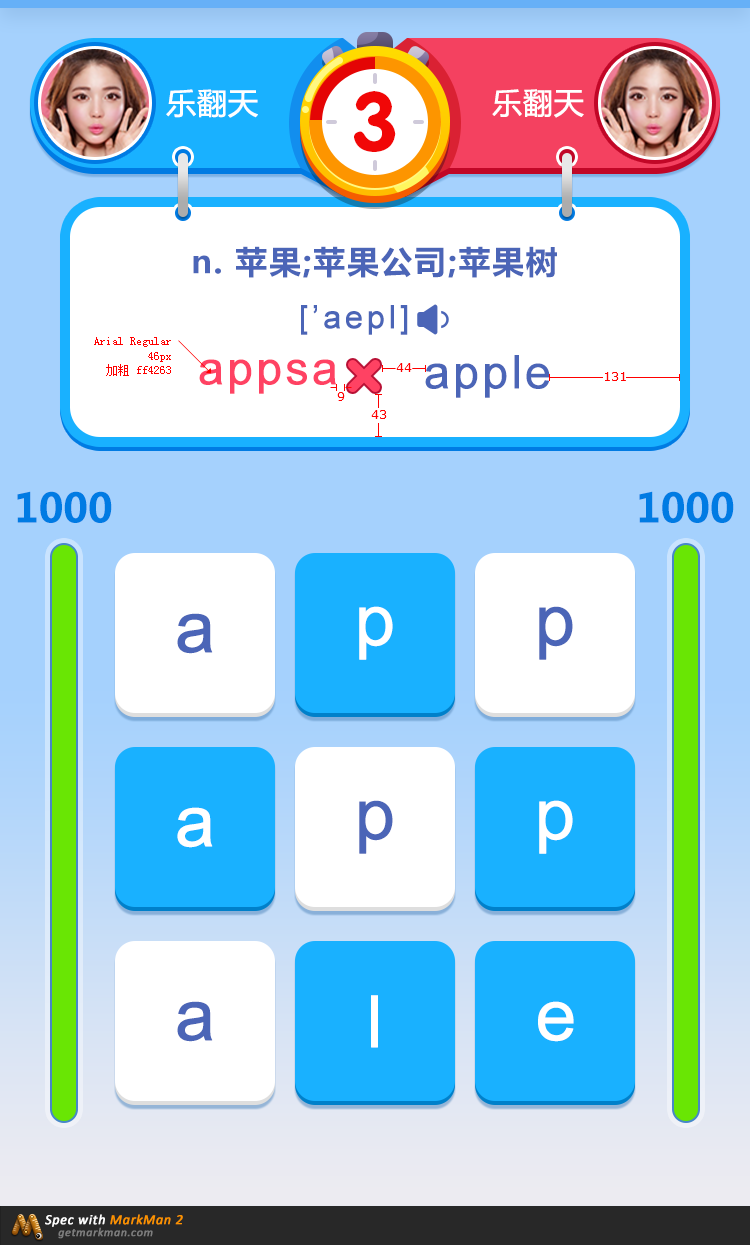 乐翻天 3 乐翻天
n. 苹果;苹果公司;苹果树
['aepl]
Arial Regular
46px
加粗 ff4263
appsa 44 apple 131
9
43
1000 1000
a p p
a p p
a l e
Spec with MarkMan 2
getmarkman.com